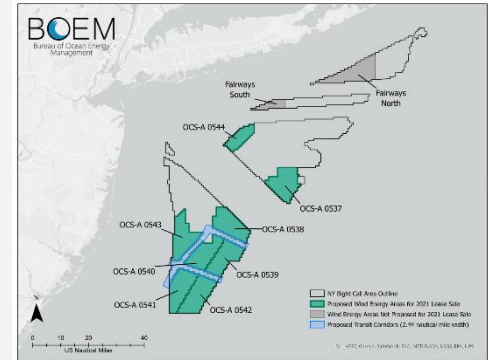 BOEM
Bureau of Ocean Energy
Management
Fairways
South
Fairways
North
OCS-A 0544
OCS-A 0537
OCS-A 0543
OCS-A 0538
OCS-A 0540
OCS-A 0539
OCS-A 0541
OCS-A 0542
N
NY Bight Call Area Outline
Proposed Wind Energy Areas for 2021 Lease Sale
Wind Energy Areas Not Proposed for 2021 Lease Sale
Proposed Transit Corridors (2.44 nautical mile width)
0 10 20 40 60
US Nautical Miles